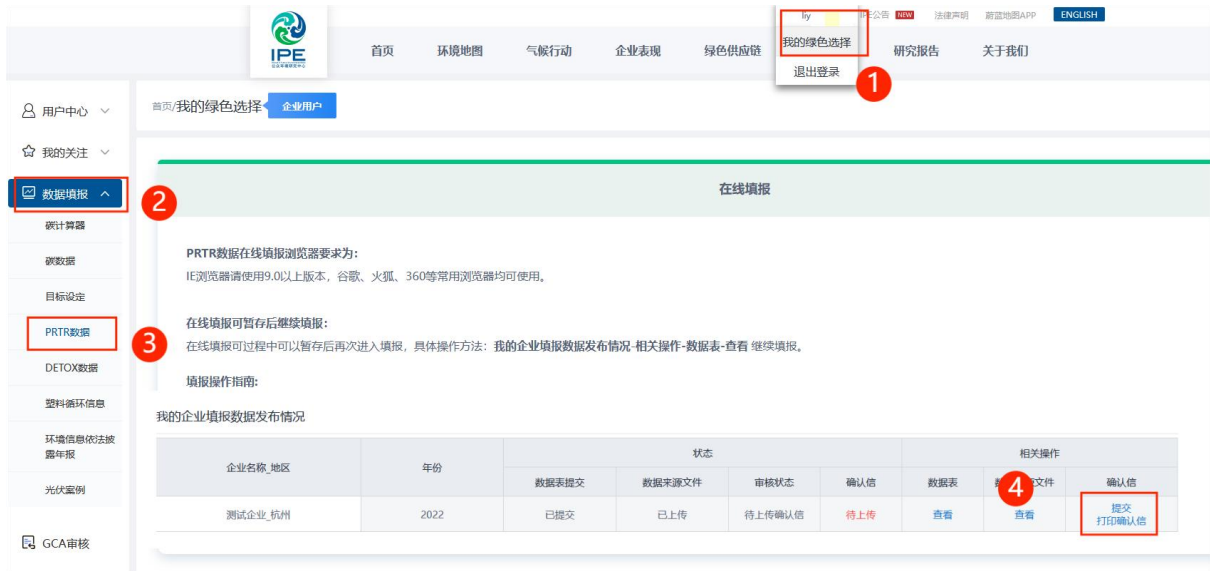 liy
IPE公告 NEW 法律声明 蔚蓝地图APP ENGLISH
IPE
公众环境研究中心
首页 环境地图 气候行动 企业表现 绿色供应链 我的绿色选择 研究报告 关于我们
退出登录
1
用户中心
首页/我的绿色选择 企业用户
我的关注
数据填报
2
在线填报
碳计算器
碳数据
目标设定
PRTR数据
3
DETOX数据
塑料循环信息
环境信息依法披
露年报
光伏案例
GCA审核
PRTR数据在线填报浏览器要求为：
IE浏览器请使用9.0以上版本，谷歌、火狐、360等常用浏览器均可使用。
在线填报可暂存后继续填报：
在线填报可过程中可以暂存后再次进入填报，具体操作方法：我的企业填报数据发布情况-相关操作-数据表-查看 继续填报。
填报操作指南:
我的企业填报数据发布情况
企业名称_地区 年份 状态 相关操作
数据表提交 数据来源文件 审核状态 确认信 数据表 4 文件 确认信
测试企业_杭州 2022 已提交 已上传 待上传确认信 待上传 查看 查看 提交
打印确认信